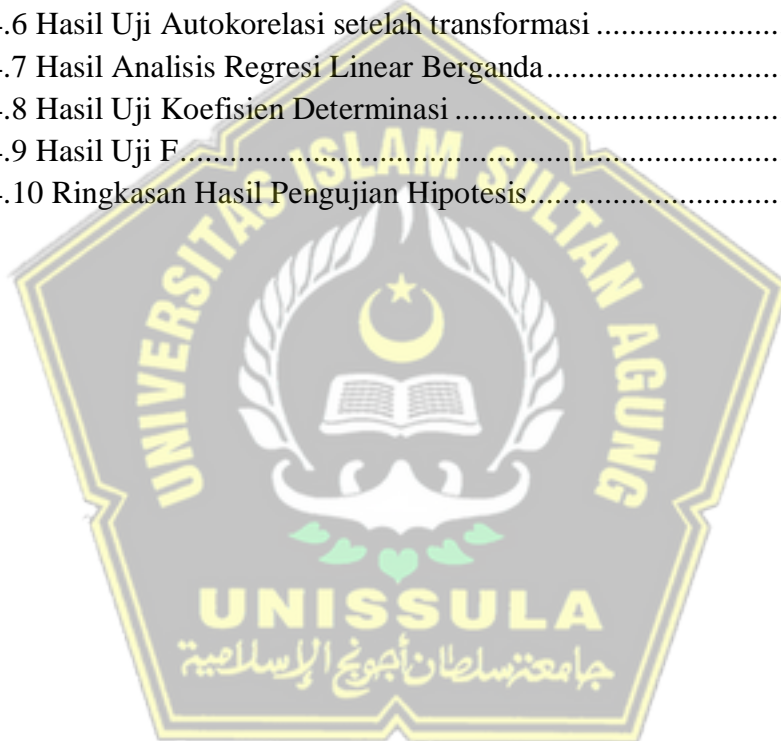 .6 Hasil Uji Autokorelasi setelah transformasi ......................
.7 Hasil Analisis Regresi Linear Berganda ............................
.8 Hasil Uji Koefisien Determinasi .......................................
.9 Hasil Uji F..........................................................................
.10 Ringkasan Hasil Pengujian Hipotesis ..............................
UNIVERSITAS ISLAM SULTAN AGUNG
UNISSULA
جامعة سلطان أجونج الإسلامية